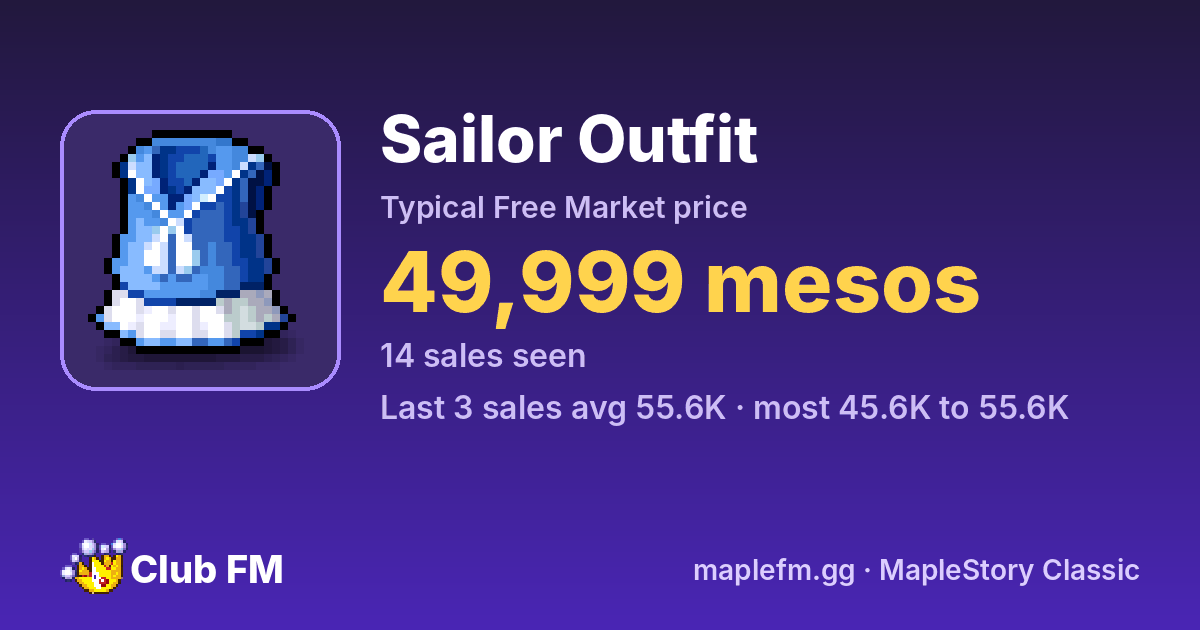 Sailor Outfit
Typical Free Market price
49,999 mesos
14 sales seen
Last 3 sales avg 55.6K · most 45.6K to 55.6K
Club FM
maplefm.gg · MapleStory Classic